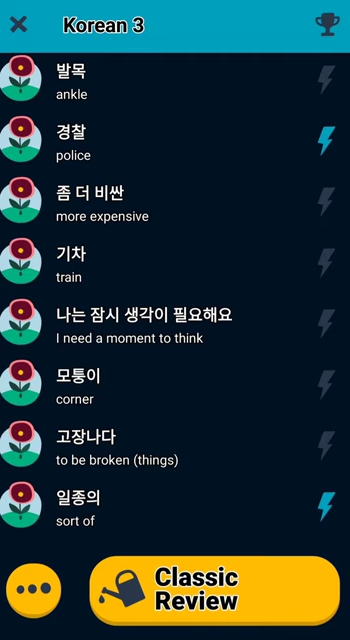 Korean 3
발목
ankle
경찰
police
좀 더 비싼
more expensive
기차
train
나는 잠시 생각이 필요해요
I need a moment to think
모퉁이
corner
고장나다
to be broken (things)
일종의
sort of
Classic
Review